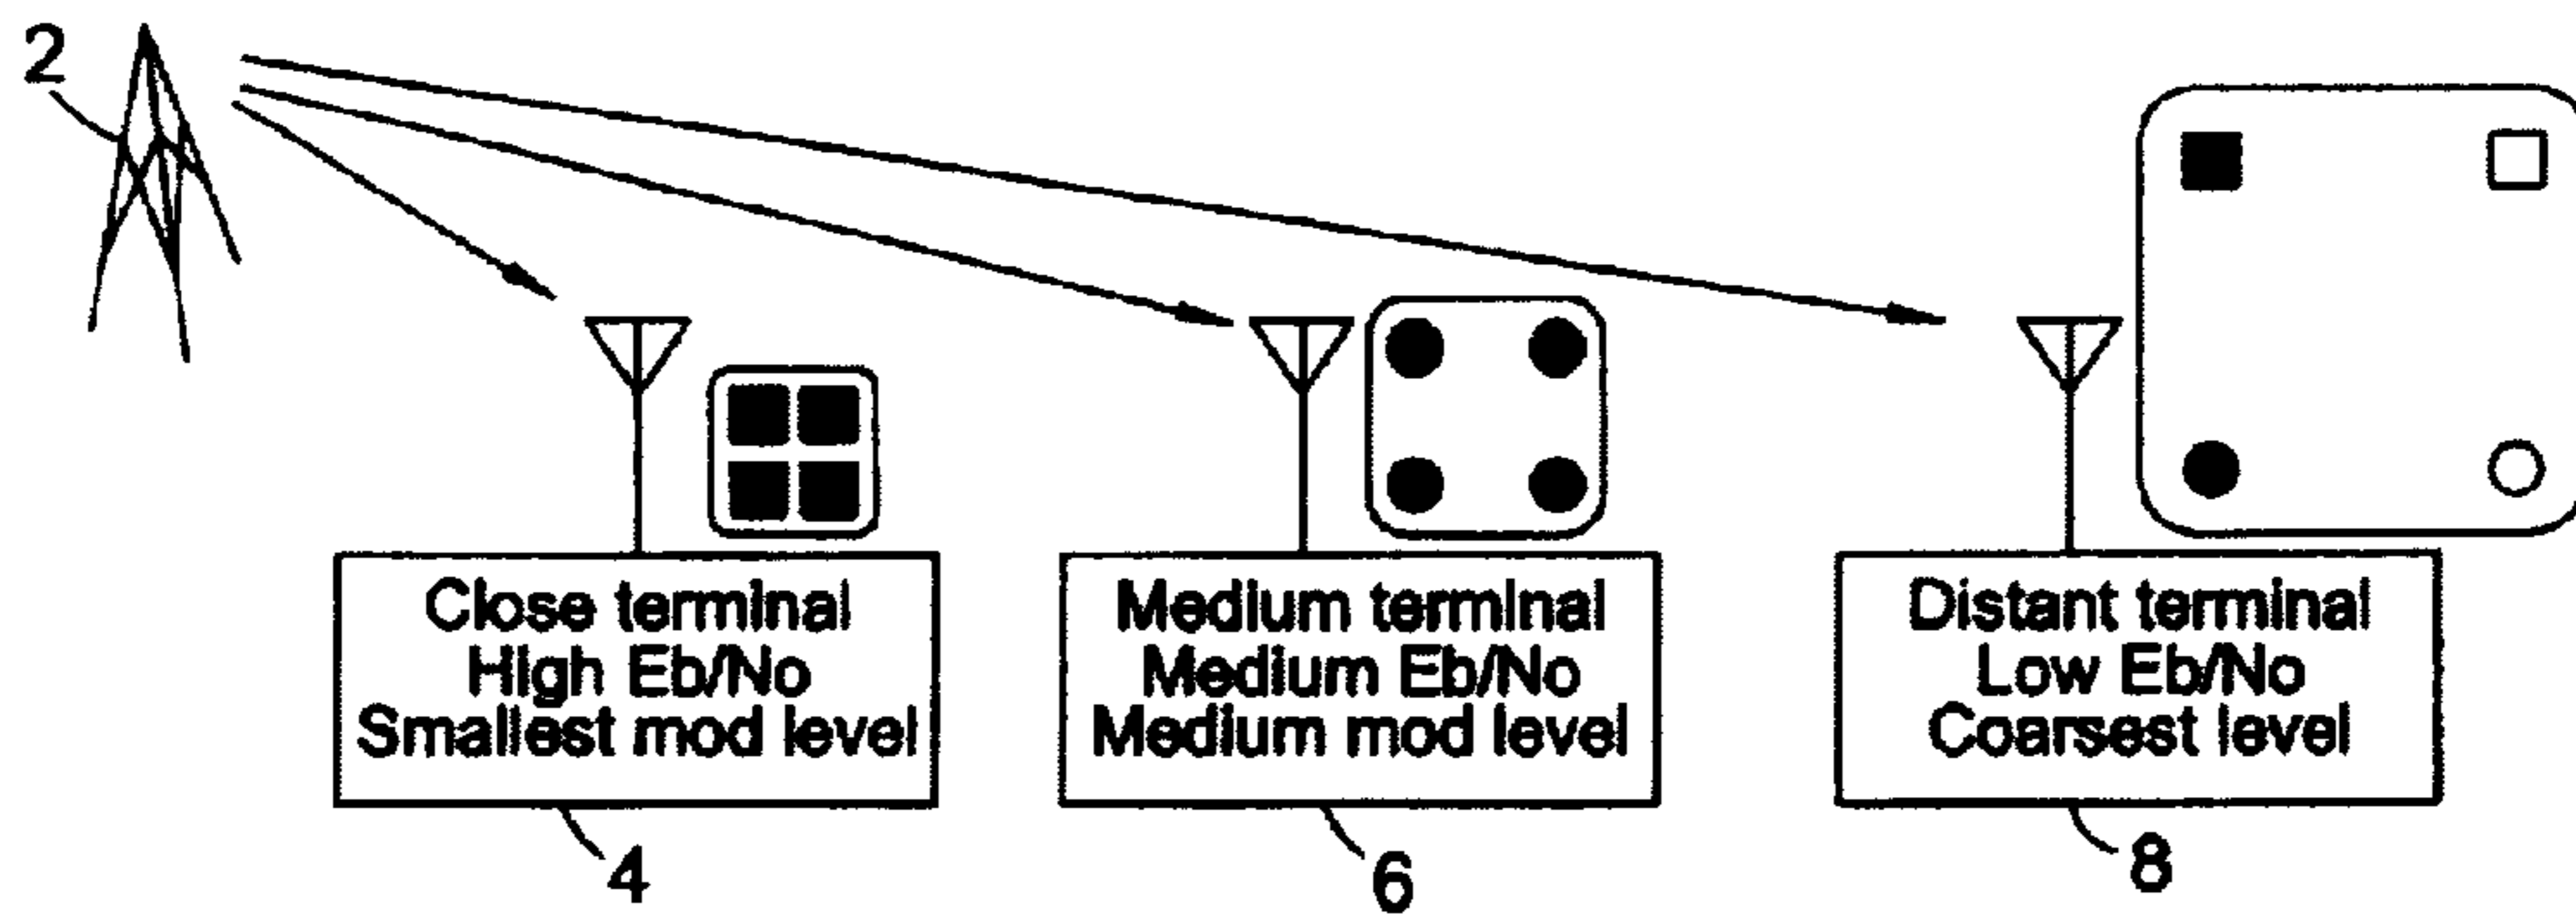 2
Close terminal
High Eb/No
Smallest mod level
4
Medium terminal
Medium Eb/No
Medium mod level
6
Distant terminal
Low Eb/No
Coarsest level
8